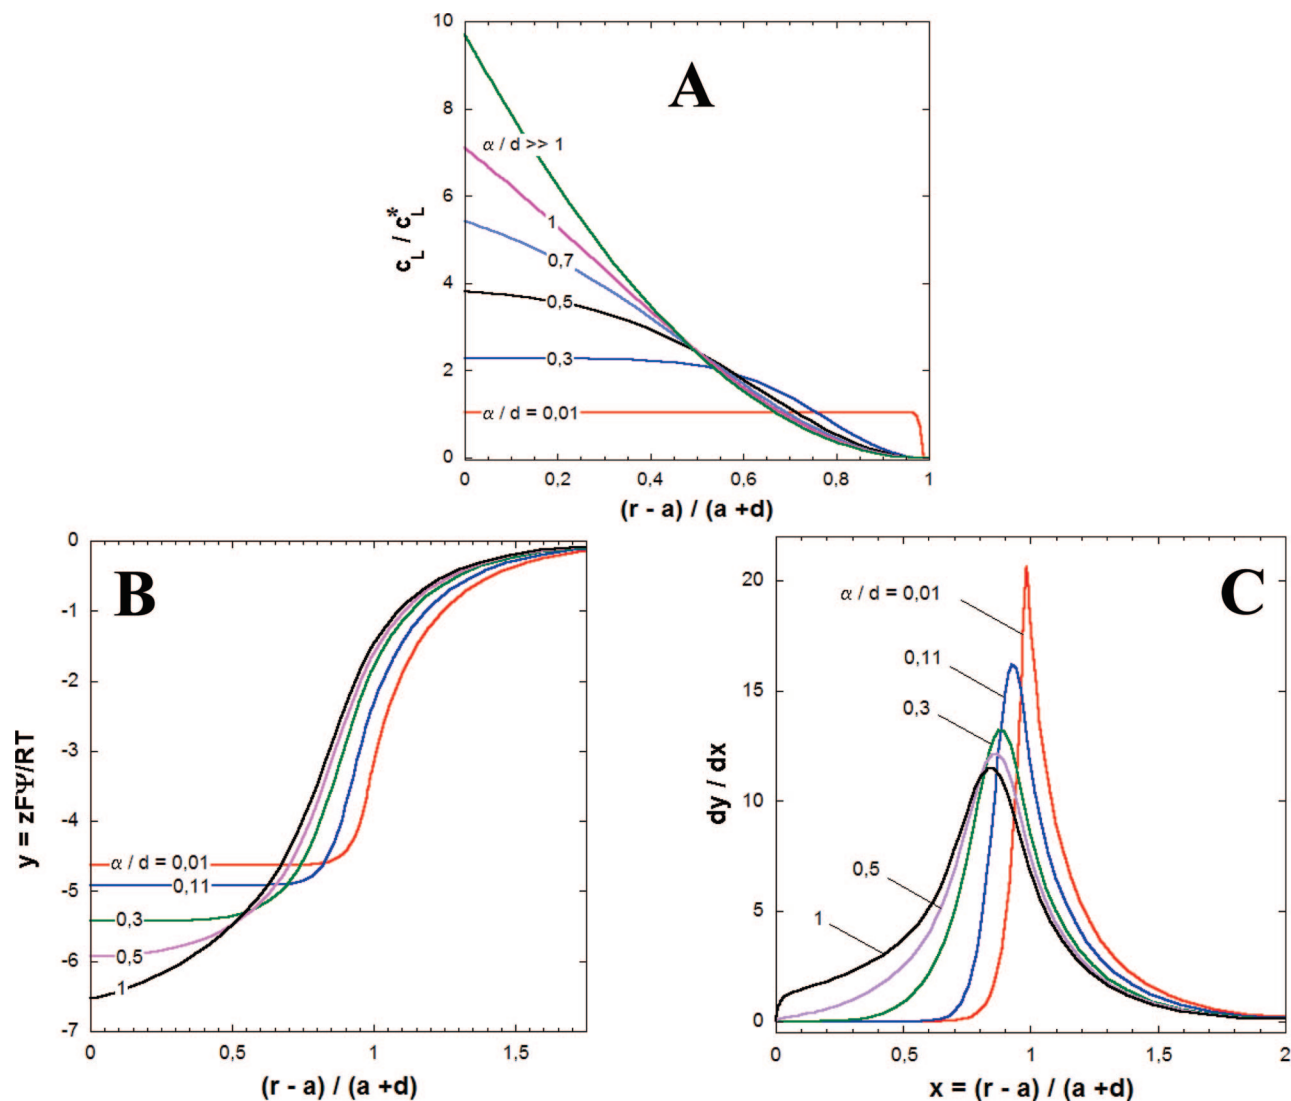 A
10
8
6
4
2
0
c_L / c*_L
α / d >> 1
1
0,7
0,5
0,3
α / d = 0,01
0 0,2 0,4 0,6 0,8 1
(r - a) / (a +d)
B
0
-1
-2
-3
-4
-5
-6
-7
y = zFΨ/RT
α / d = 0,01
0,11
0,3
0,5
1
0 0,5 1 1,5
(r - a) / (a +d)
C
20
15
10
5
0
dy / dx
α / d = 0,01
0,11
0,3
0,5
1
0 0,5 1 1,5 2
x = (r - a) / (a +d)